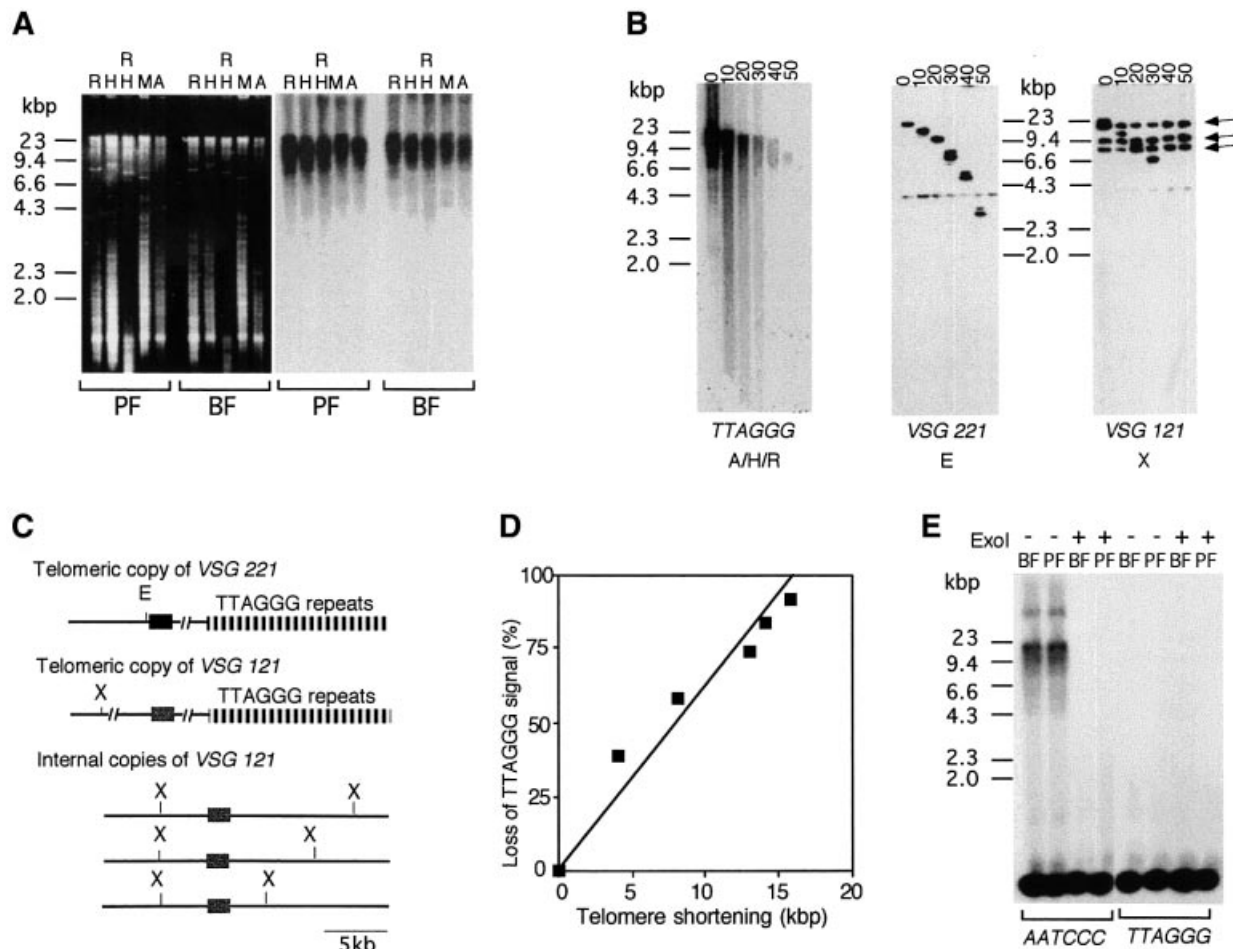 A
R
R
R H H M A
R H H M A
R
R
R H H M A
R H H M A
kbp
23
9.4
6.6
4.3
2.3
2.0
PF
BF
PF
BF
B
kbp
0 10 20 30 40 50
23
9.4
6.6
4.3
2.3
2.0
TTAGGG
A/H/R
0 10 20 30 40 50
VSG 221
E
kbp
23
9.4
6.6
4.3
2.3
2.0
0 10 20 30 40 50
VSG 121
X
C
Telomeric copy of VSG 221
E
TTAGGG repeats
Telomeric copy of VSG 121
X
TTAGGG repeats
Internal copies of VSG 121
X X
X X
X X
5kb
D
Loss of TTAGGG signal (%)
100
75
50
25
0
0 5 10 15 20
Telomere shortening (kbp)
E
ExoI - - + + - - + +
BF PF BF PF BF PF BF PF
kbp
23
9.4
6.6
4.3
2.3
2.0
AATCCC TTAGGG